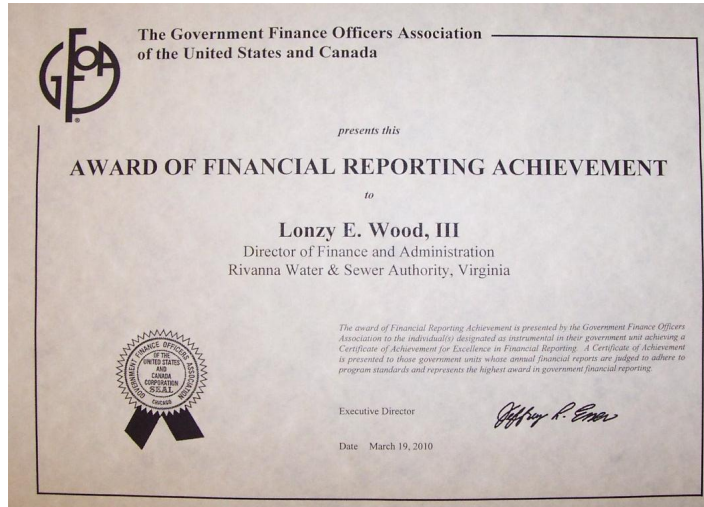 GFOA
The Government Finance Officers Association
of the United States and Canada
presents this
AWARD OF FINANCIAL REPORTING ACHIEVEMENT
to
Lonzy E. Wood, III
Director of Finance and Administration
Rivanna Water & Sewer Authority, Virginia
The award of Financial Reporting Achievement is presented by the Government Finance Officers
Association to the individual(s) designated as instrumental in their government unit achieving a
Certificate of Achievement for Excellence in Financial Reporting. A Certificate of Achievement
is presented to those government units whose annual financial reports are judged to adhere to
program standards and represents the highest award in government financial reporting.
GOVERNMENT FINANCE OFFICERS ASSOCIATION
OF THE
UNITED STATES
AND
CANADA
CORPORATION
SEAL
CHICAGO
Executive Director
Jeffrey R. Ener
Date March 19, 2010